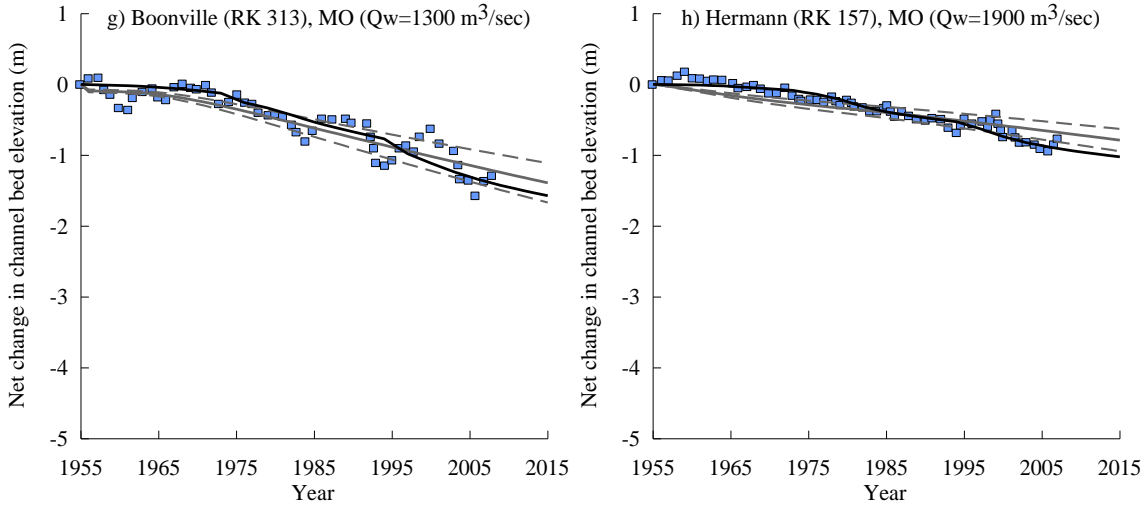 g) Boonville (RK 313), MO (Qw=1300 m³/sec)
Net change in channel bed elevation (m)
1
0
-1
-2
-3
-4
-5
1955 1965 1975 1985 1995 2005 2015
Year
h) Hermann (RK 157), MO (Qw=1900 m³/sec)
Net change in channel bed elevation (m)
1
0
-1
-2
-3
-4
-5
1955 1965 1975 1985 1995 2005 2015
Year